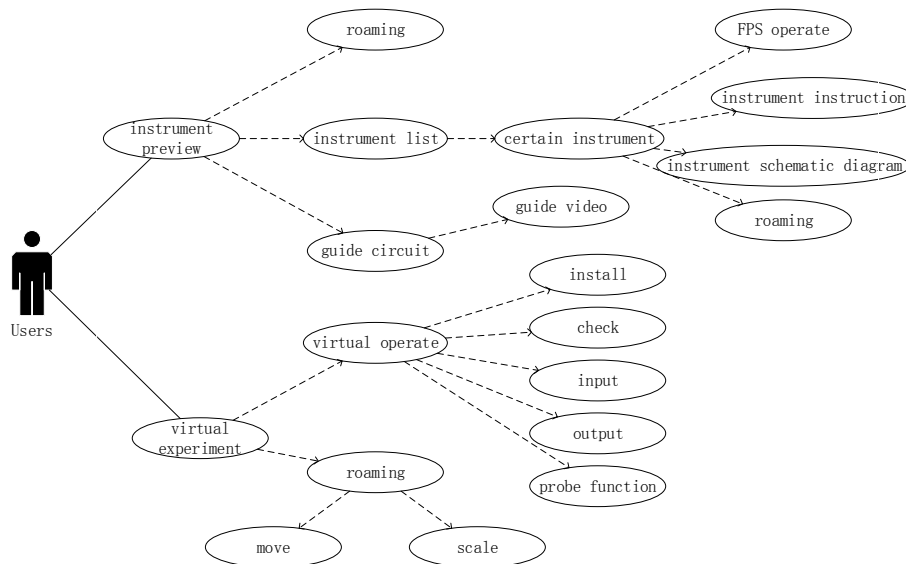 roaming
FPS operate
instrument instruction
instrument
preview
instrument list
certain instrument
instrument schematic diagram
guide video
roaming
guide circuit
install
Users
check
virtual operate
input
virtual
experiment
output
roaming
probe function
move
scale